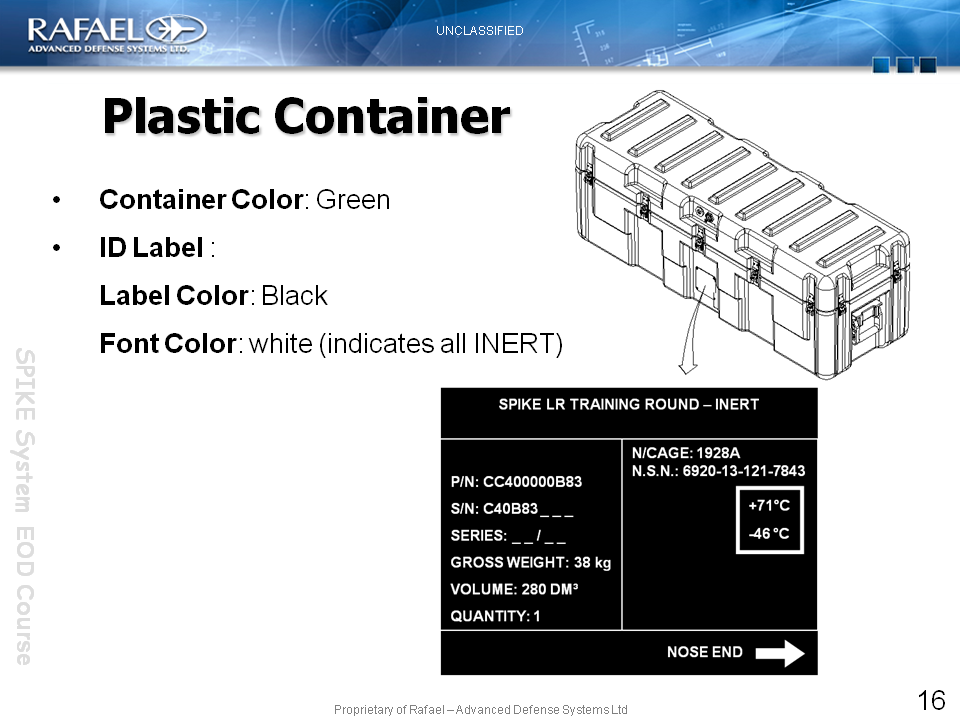 RAFAEL
ADVANCED DEFENSE SYSTEMS LTD.
UNCLASSIFIED
Plastic Container
• Container Color: Green
• ID Label :
Label Color: Black
Font Color: white (indicates all INERT)
SPIKE System EOD Course
SPIKE LR TRAINING ROUND – INERT
P/N: CC400000B83
S/N: C40B83 _ _ _
SERIES: _ _ / _ _
GROSS WEIGHT: 38 kg
VOLUME: 280 DM³
QUANTITY: 1
N/CAGE: 1928A
N.S.N.: 6920-13-121-7843
+71°C
-46 °C
NOSE END
Proprietary of Rafael – Advanced Defense Systems Ltd
16